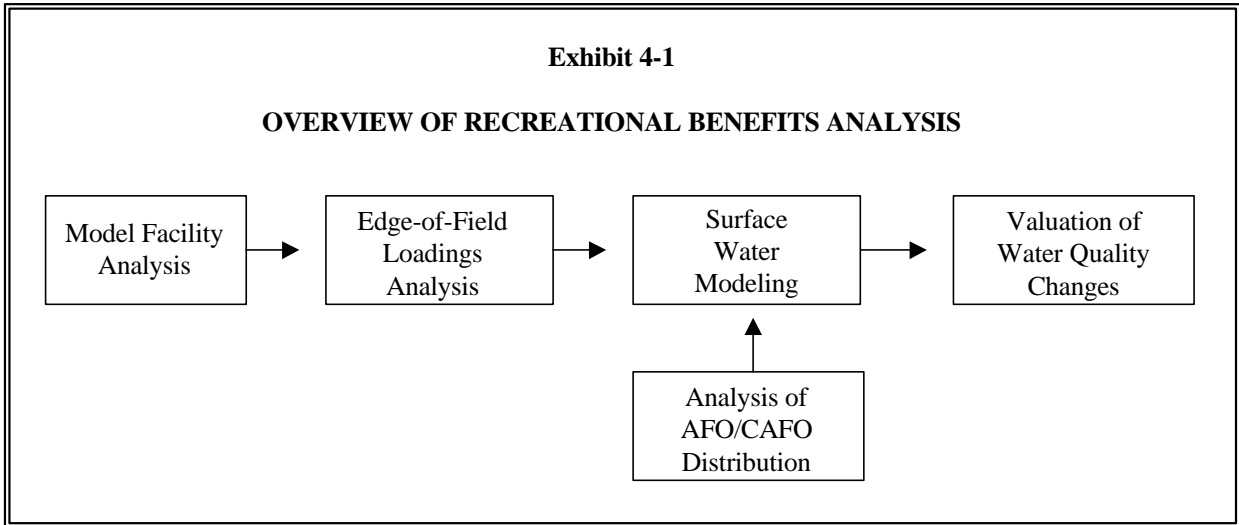 Exhibit 4-1
OVERVIEW OF RECREATIONAL BENEFITS ANALYSIS
Model Facility
Analysis
Edge-of-Field
Loadings
Analysis
Surface
Water
Modeling
Valuation of
Water Quality
Changes
Analysis of
AFO/CAFO
Distribution